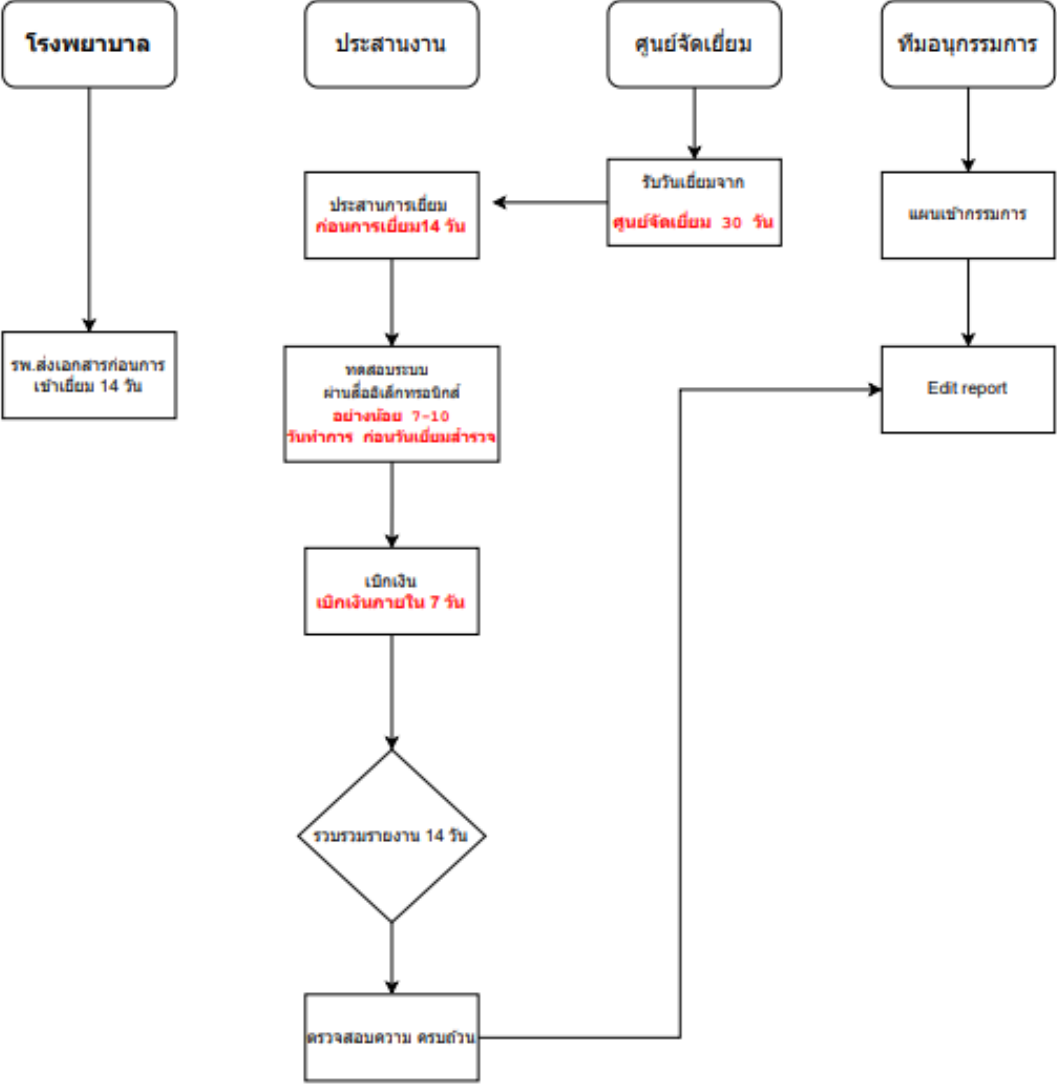 โรงพยาบาล
ประสานงาน
ศูนย์จัดเยี่ยม
ทีมอนุกรรมการ
รับวันเยี่ยมจาก
ศูนย์จัดเยี่ยม 30 วัน
ประสานการเยี่ยม
ก่อนการเยี่ยม14 วัน
แผนเข้ากรรมการ
รพ.ส่งเอกสารก่อนการ
เข้าเยี่ยม 14 วัน
ทดสอบระบบ
ผ่านสื่ออิเล็กทรอนิกส์
อย่างน้อย 7-10
วันทำการ ก่อนวันเยี่ยมสำรวจ
Edit report
เบิกเงิน
เบิกเงินภายใน 7 วัน
รวบรวมรายงาน 14 วัน
ตรวจสอบความ ครบถ้วน